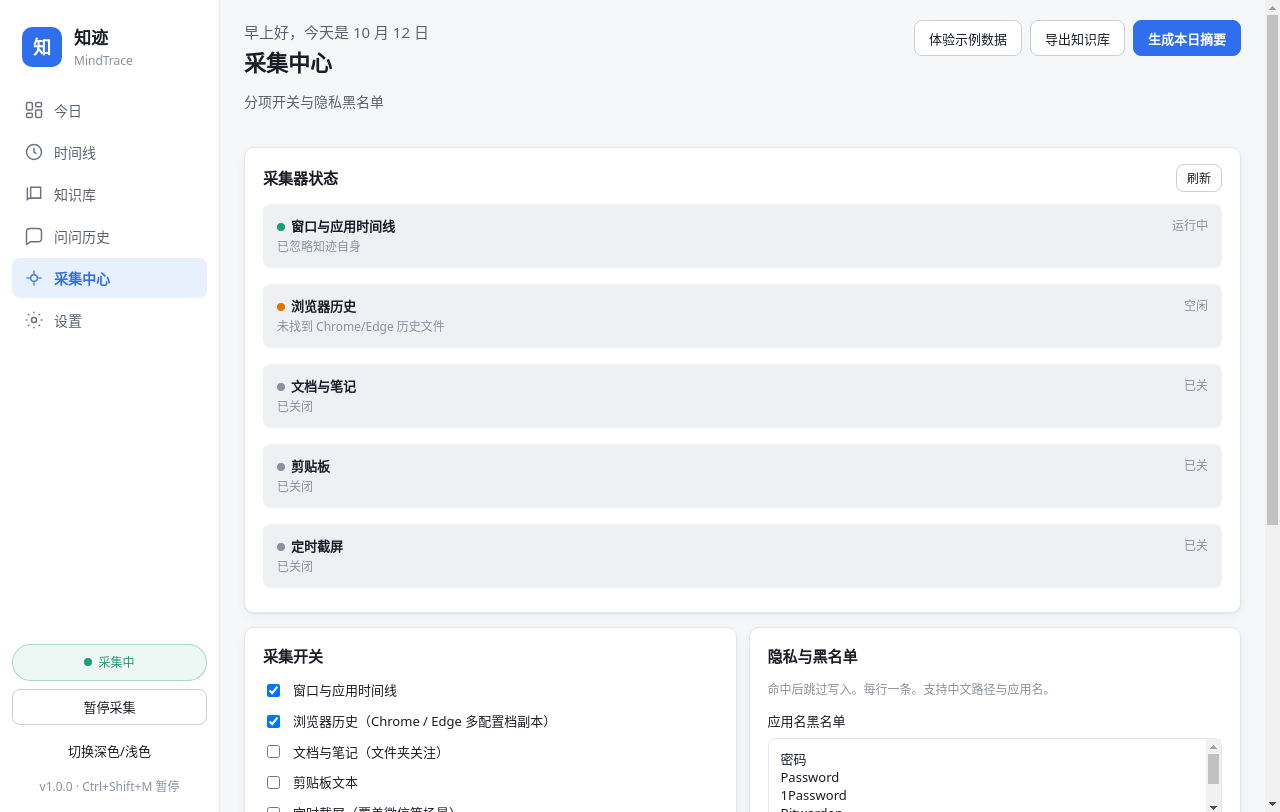 知
知迹
MindTrace
今日
时间线
知识库
问问历史
采集中心
设置
采集中
暂停采集
切换深色/浅色
v1.0.0 · Ctrl+Shift+M 暂停
早上好，今天是 10 月 12 日
采集中心
分项开关与隐私黑名单
体验示例数据
导出知识库
生成本日摘要
采集器状态
刷新
窗口与应用时间线
运行中
已忽略知迹自身
浏览器历史
空闲
未找到 Chrome/Edge 历史文件
文档与笔记
已关
已关闭
剪贴板
已关
已关闭
定时截屏
已关
已关闭
采集开关
窗口与应用时间线
浏览器历史（Chrome / Edge 多配置档副本）
文档与笔记（文件夹关注）
剪贴板文本
定时截屏（覆盖微信等场景）
隐私与黑名单
命中后跳过写入。每行一条。支持中文路径与应用名。
应用名黑名单
密码
Password
1Password
Bitwarden